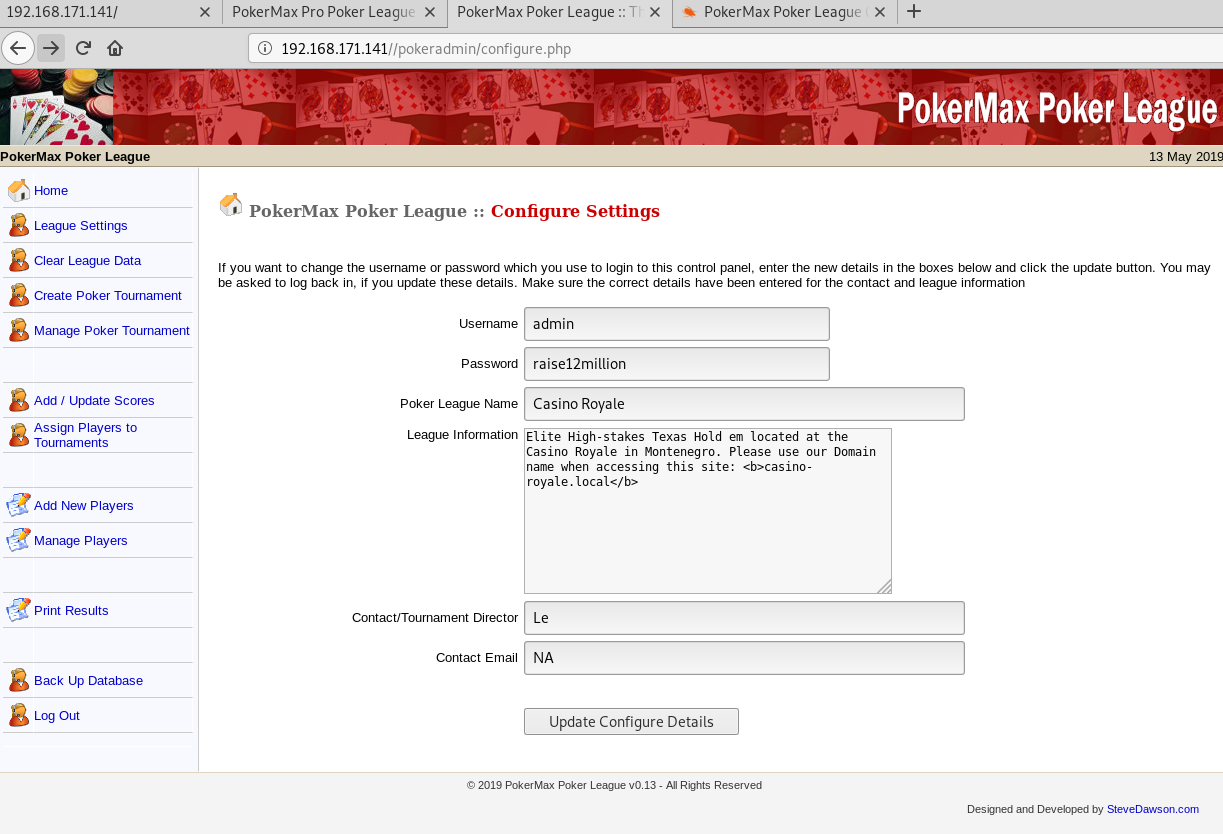 192.168.171.141/
PokerMax Pro Poker League
PokerMax Poker League :: Th
PokerMax Poker League
192.168.171.141//pokeradmin/configure.php
PokerMax Poker League
PokerMax Poker League
13 May 2019
Home
League Settings
Clear League Data
Create Poker Tournament
Manage Poker Tournament
Add / Update Scores
Assign Players to
Tournaments
Add New Players
Manage Players
Print Results
Back Up Database
Log Out
PokerMax Poker League :: Configure Settings
If you want to change the username or password which you use to login to this control panel, enter the new details in the boxes below and click the update button. You may
be asked to log back in, if you update these details. Make sure the correct details have been entered for the contact and league information
Username admin
Password raise12million
Poker League Name Casino Royale
League Information
Elite High-stakes Texas Hold em located at the
Casino Royale in Montenegro. Please use our Domain
name when accessing this site: <b>casino-
royale.local</b>
Contact/Tournament Director Le
Contact Email NA
Update Configure Details
© 2019 PokerMax Poker League v0.13 - All Rights Reserved
Designed and Developed by SteveDawson.com